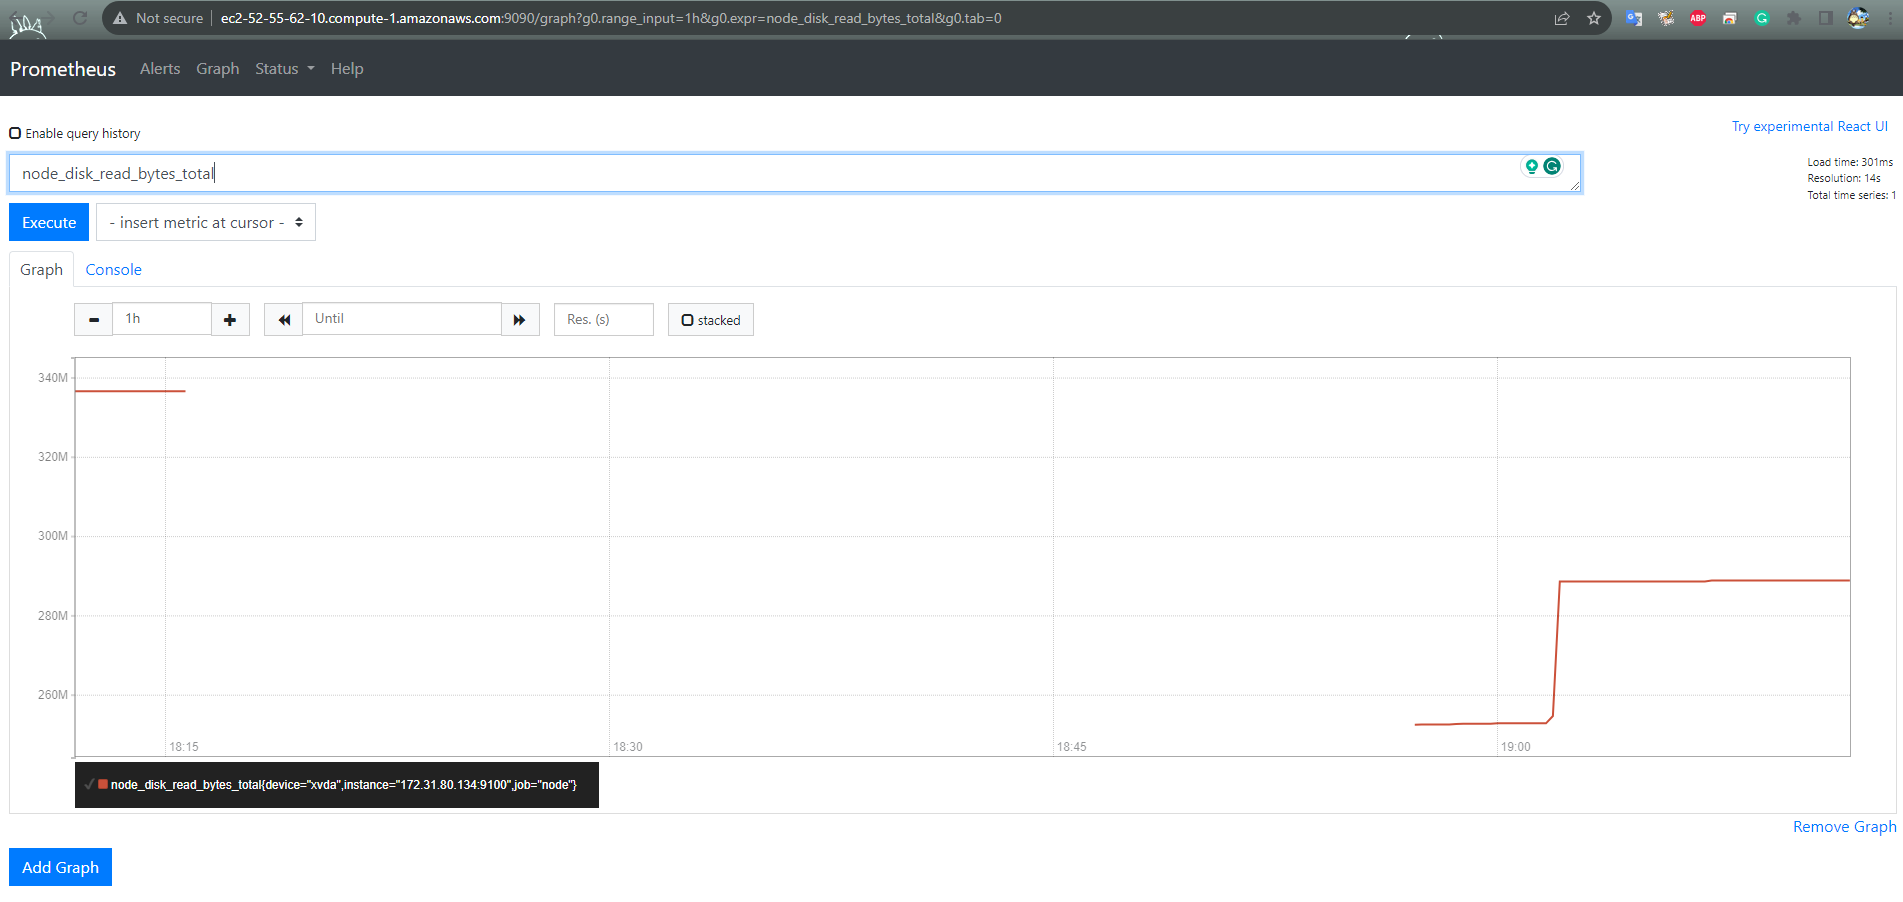 Not secure | ec2-52-55-62-10.compute-1.amazonaws.com:9090/graph?g0.range_input=1h&g0.expr=node_disk_read_bytes_total&g0.tab=0
ABP
Prometheus Alerts Graph Status Help
Enable query history
Try experimental React UI
node_disk_read_bytes_total
Load time: 301ms
Resolution: 14s
Total time series: 1
Execute
- insert metric at cursor -
Graph Console
1h
Until
Res. (s)
stacked
340M
320M
300M
280M
260M
18:15 18:30 18:45 19:00
node_disk_read_bytes_total{device="xvda",instance="172.31.80.134:9100",job="node"}
Remove Graph
Add Graph